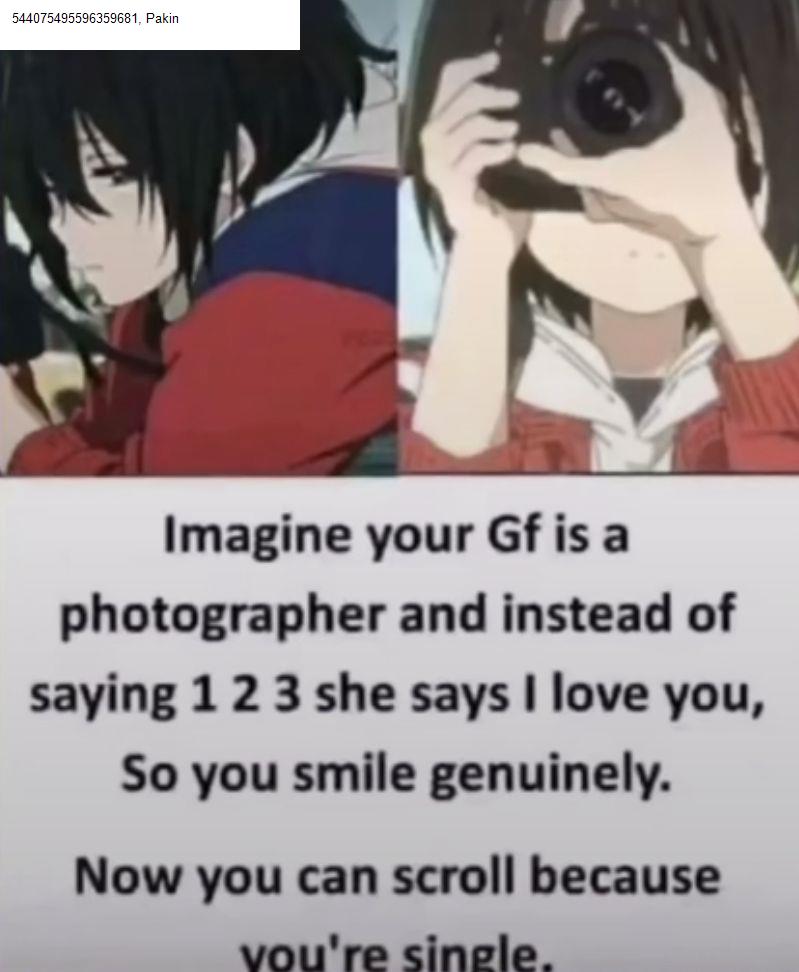 544075495596359681, Pakin
Imagine your Gf is a
photographer and instead of
saying 1 2 3 she says I love you,
So you smile genuinely.
Now you can scroll because
you're single.